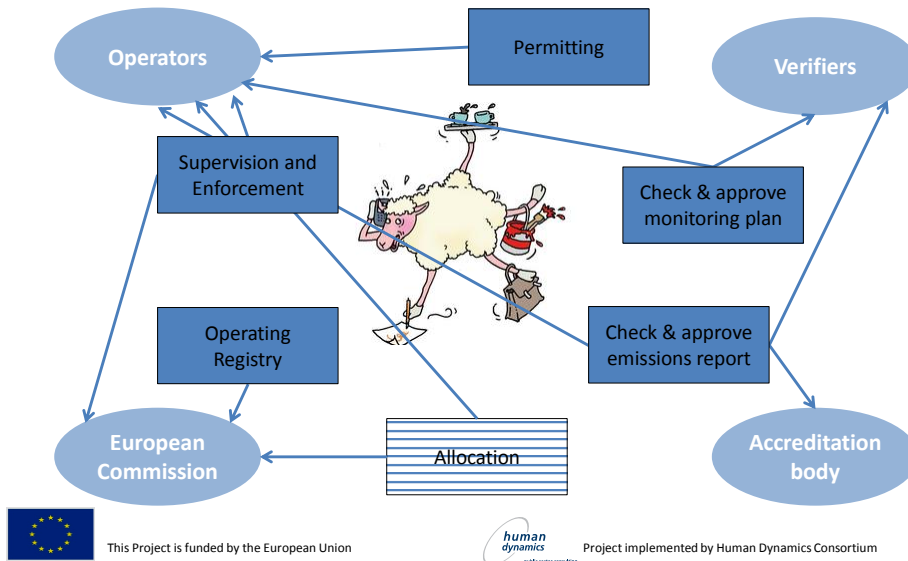 Permitting
Operators
Verifiers
Supervision and
Enforcement
Check & approve
monitoring plan
Operating
Registry
Check & approve
emissions report
European
Commission
Allocation
Accreditation
body
This Project is funded by the European Union
human
dynamics
Project implemented by Human Dynamics Consortium